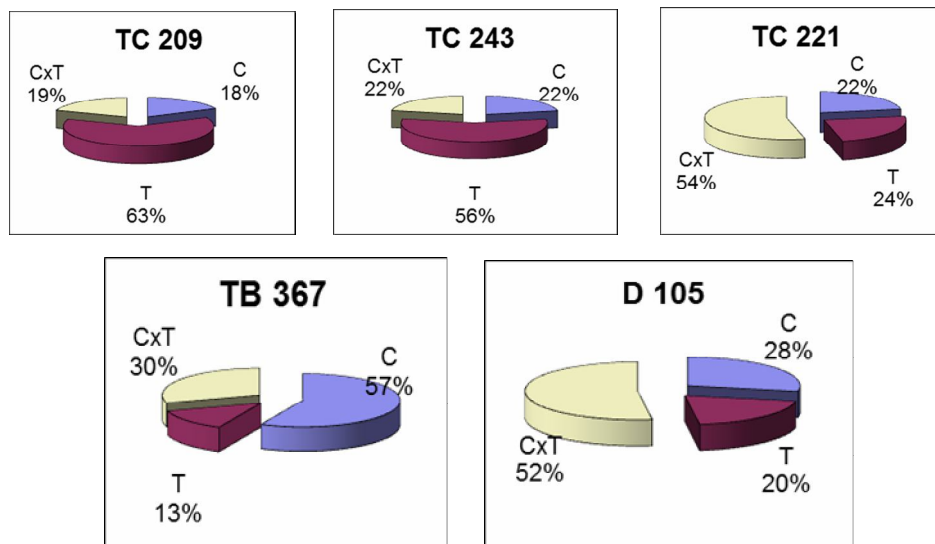 TC 209
CxT
19%
C
18%
T
63%
TC 243
CxT
22%
C
22%
T
56%
TC 221
C
22%
CxT
54%
T
24%
TB 367
CxT
30%
C
57%
T
13%
D 105
C
28%
CxT
52%
T
20%